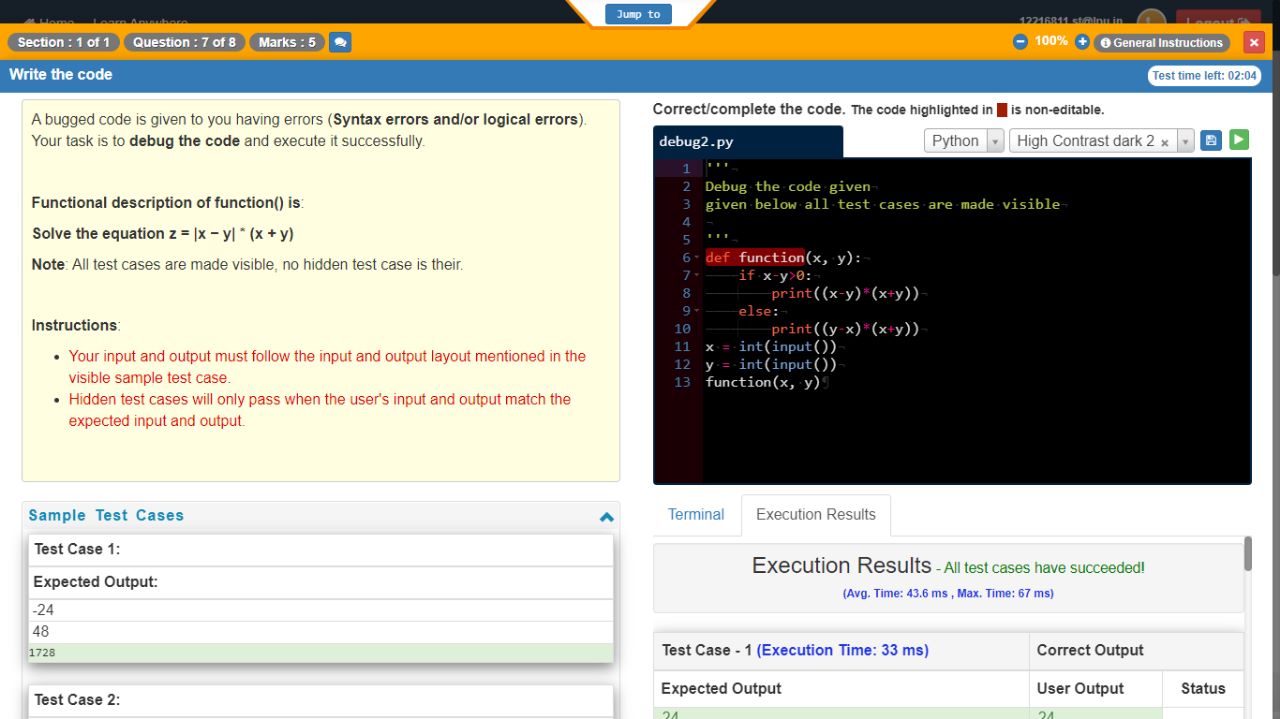 Home Learn Anywhere
Jump to
12216811.st@lpu.in
Logout
Section : 1 of 1
Question : 7 of 8
Marks : 5
100%
General Instructions
Write the code
Test time left: 02:04
A bugged code is given to you having errors (Syntax errors and/or logical errors).
Your task is to debug the code and execute it successfully.
Functional description of function() is:
Solve the equation z = |x − y| * (x + y)
Note: All test cases are made visible, no hidden test case is their.
Instructions:
Your input and output must follow the input and output layout mentioned in the
visible sample test case.
Hidden test cases will only pass when the user's input and output match the
expected input and output.
Sample Test Cases
Test Case 1:
Expected Output:
-24
48
1728
Test Case 2:
Correct/complete the code. The code highlighted in is non-editable.
debug2.py
Python
High Contrast dark 2 ×
1 '''
2 Debug the code given
3 given below all test cases are made visible
4
5 '''
6 def function(x, y):
7 if x-y>0:
8 print((x-y)*(x+y))
9 else:
10 print((y-x)*(x+y))
11 x = int(input())
12 y = int(input())
13 function(x, y)
Terminal
Execution Results
Execution Results - All test cases have succeeded!
(Avg. Time: 43.6 ms , Max. Time: 67 ms)
Test Case - 1 (Execution Time: 33 ms)
Correct Output
Expected Output
User Output
Status